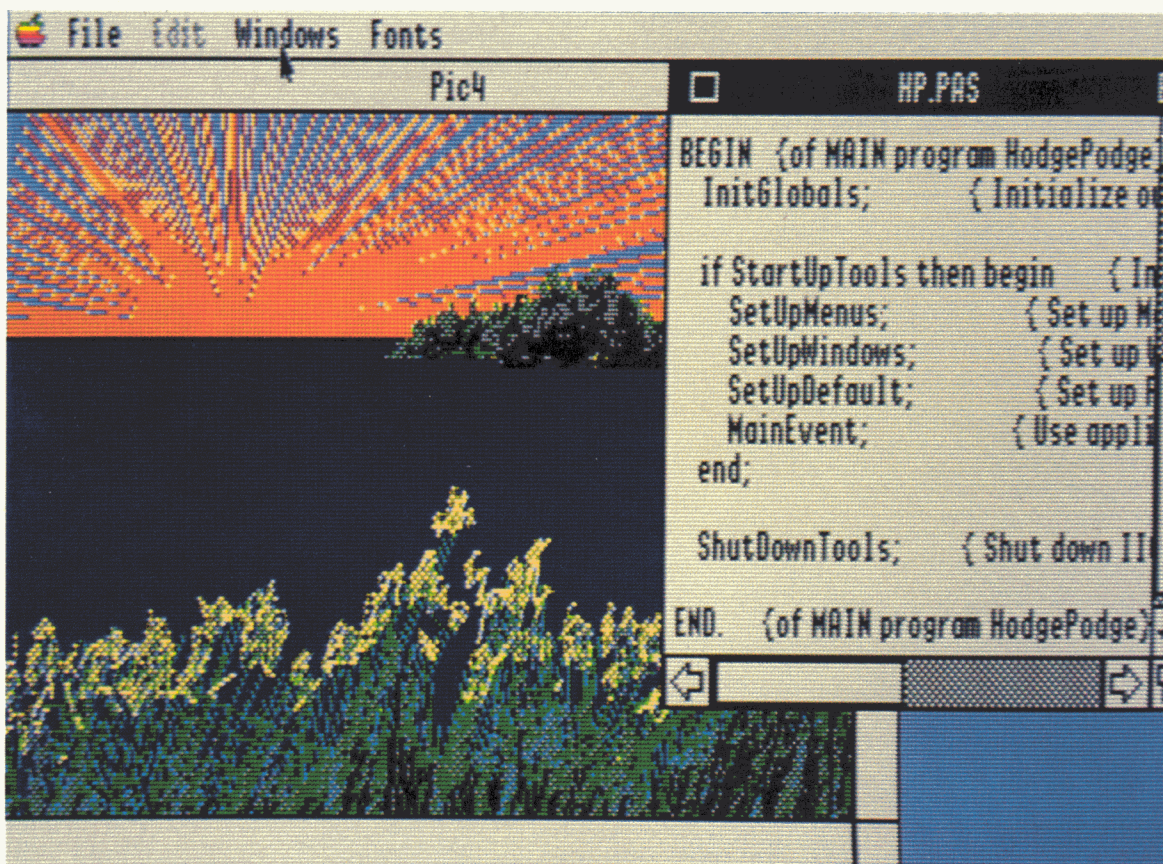 File Edit Windows Fonts
Pic4
HP.PAS
BEGIN {of MAIN program HodgePodge}
InitGlobals; { Initialize
if StartUpTools then begin {
SetUpMenus; { Set up
SetUpWindows; { Set up
SetUpDefault; { Set up
MainEvent; { Use
end;
ShutDownTools; { Shut down
END. {of MAIN program HodgePodge}